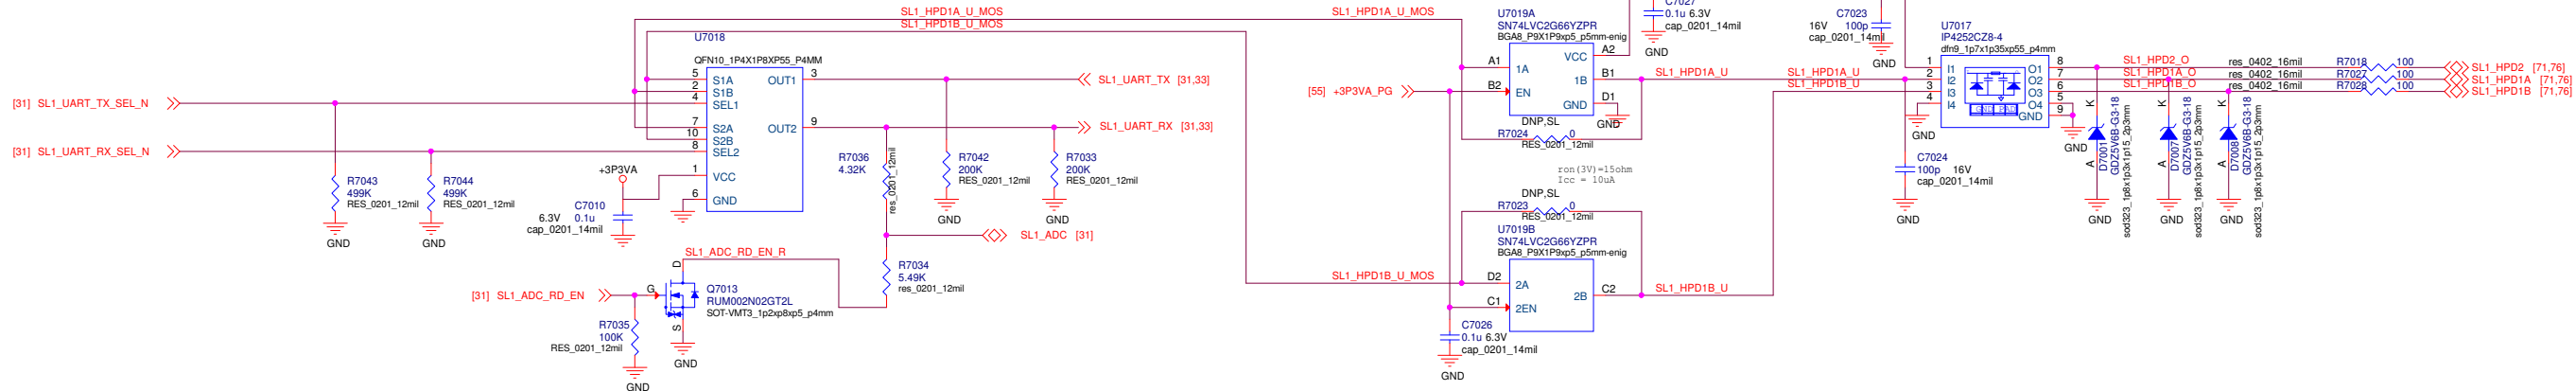 SL1_HPD1A_U_MOS
SL1_HPD1B_U_MOS
U7018
QFN10_1P4X1P8XP55_P4MM
5 S1A
2 S1B
4 SEL1
7 S2A
10 S2B
8 SEL2
1 VCC
6 GND
OUT1 3
OUT2 9
[31] SL1_UART_TX_SEL_N
[31] SL1_UART_RX_SEL_N
R7043
499K
RES_0201_12mil
GND
R7044
499K
RES_0201_12mil
GND
+3P3VA
C7010
6.3V 0.1u
cap_0201_14mil
GND
SL1_UART_TX [31,33]
SL1_UART_RX [31,33]
R7036
4.32K
res_0201_12mil
R7042
200K
RES_0201_12mil
GND
R7033
200K
RES_0201_12mil
GND
SL1_ADC [31]
R7034
5.49K
res_0201_12mil
SL1_ADC_RD_EN_R
[31] SL1_ADC_RD_EN
D
G
S
Q7013
RUM002N02GT2L
SOT-VMT3_1p2xp8xp5_p4mm
GND
R7035
100K
RES_0201_12mil
GND
SL1_HPD1A_U_MOS
U7019A
SN74LVC2G66YZPR
BGA8_P9X1P9xp5_p5mm-enig
A1 1A
B2 EN
VCC A2
1B B1
GND D1
GND
C7027
0.1u 6.3V
cap_0201_14mil
GND
[55] +3P3VA_PG
DNP,SL
R7024 0
RES_0201_12mil
ron(3V)=15ohm
Icc = 10uA
DNP,SL
R7023 0
RES_0201_12mil
U7019B
SN74LVC2G66YZPR
BGA8_P9X1P9xp5_p5mm-enig
SL1_HPD1B_U_MOS
D2 2A
C1 2EN
2B C2
SL1_HPD1B_U
C7026
0.1u 6.3V
cap_0201_14mil
GND
SL1_HPD1A_U
SL1_HPD1A_U
SL1_HPD1B_U
C7023
16V 100p
cap_0201_14mil
GND
U7017
IP4252CZ8-4
dfn9_1p7x1p35xp55_p4mm
1 I1
2 I2
3 I3
4 I4
O1 8
O2 7
O3 6
O4 5
GND 9
GND
GND
C7024
100p 16V
cap_0201_14mil
GND
SL1_HPD2_O
SL1_HPD1A_O
SL1_HPD1B_O
res_0402_16mil R7018 100
res_0402_16mil R7027 100
res_0402_16mil R7028 100
SL1_HPD2 [71,76]
SL1_HPD1A [71,76]
SL1_HPD1B [71,76]
K
A
D7001
GDZ5V6B-G3-18
sod323_1p8x1p3x1p15_2p3mm
GND
K
A
D7007
GDZ5V6B-G3-18
sod323_1p8x1p3x1p15_2p3mm
GND
K
A
D7008
GDZ5V6B-G3-18
sod323_1p8x1p3x1p15_2p3mm
GND